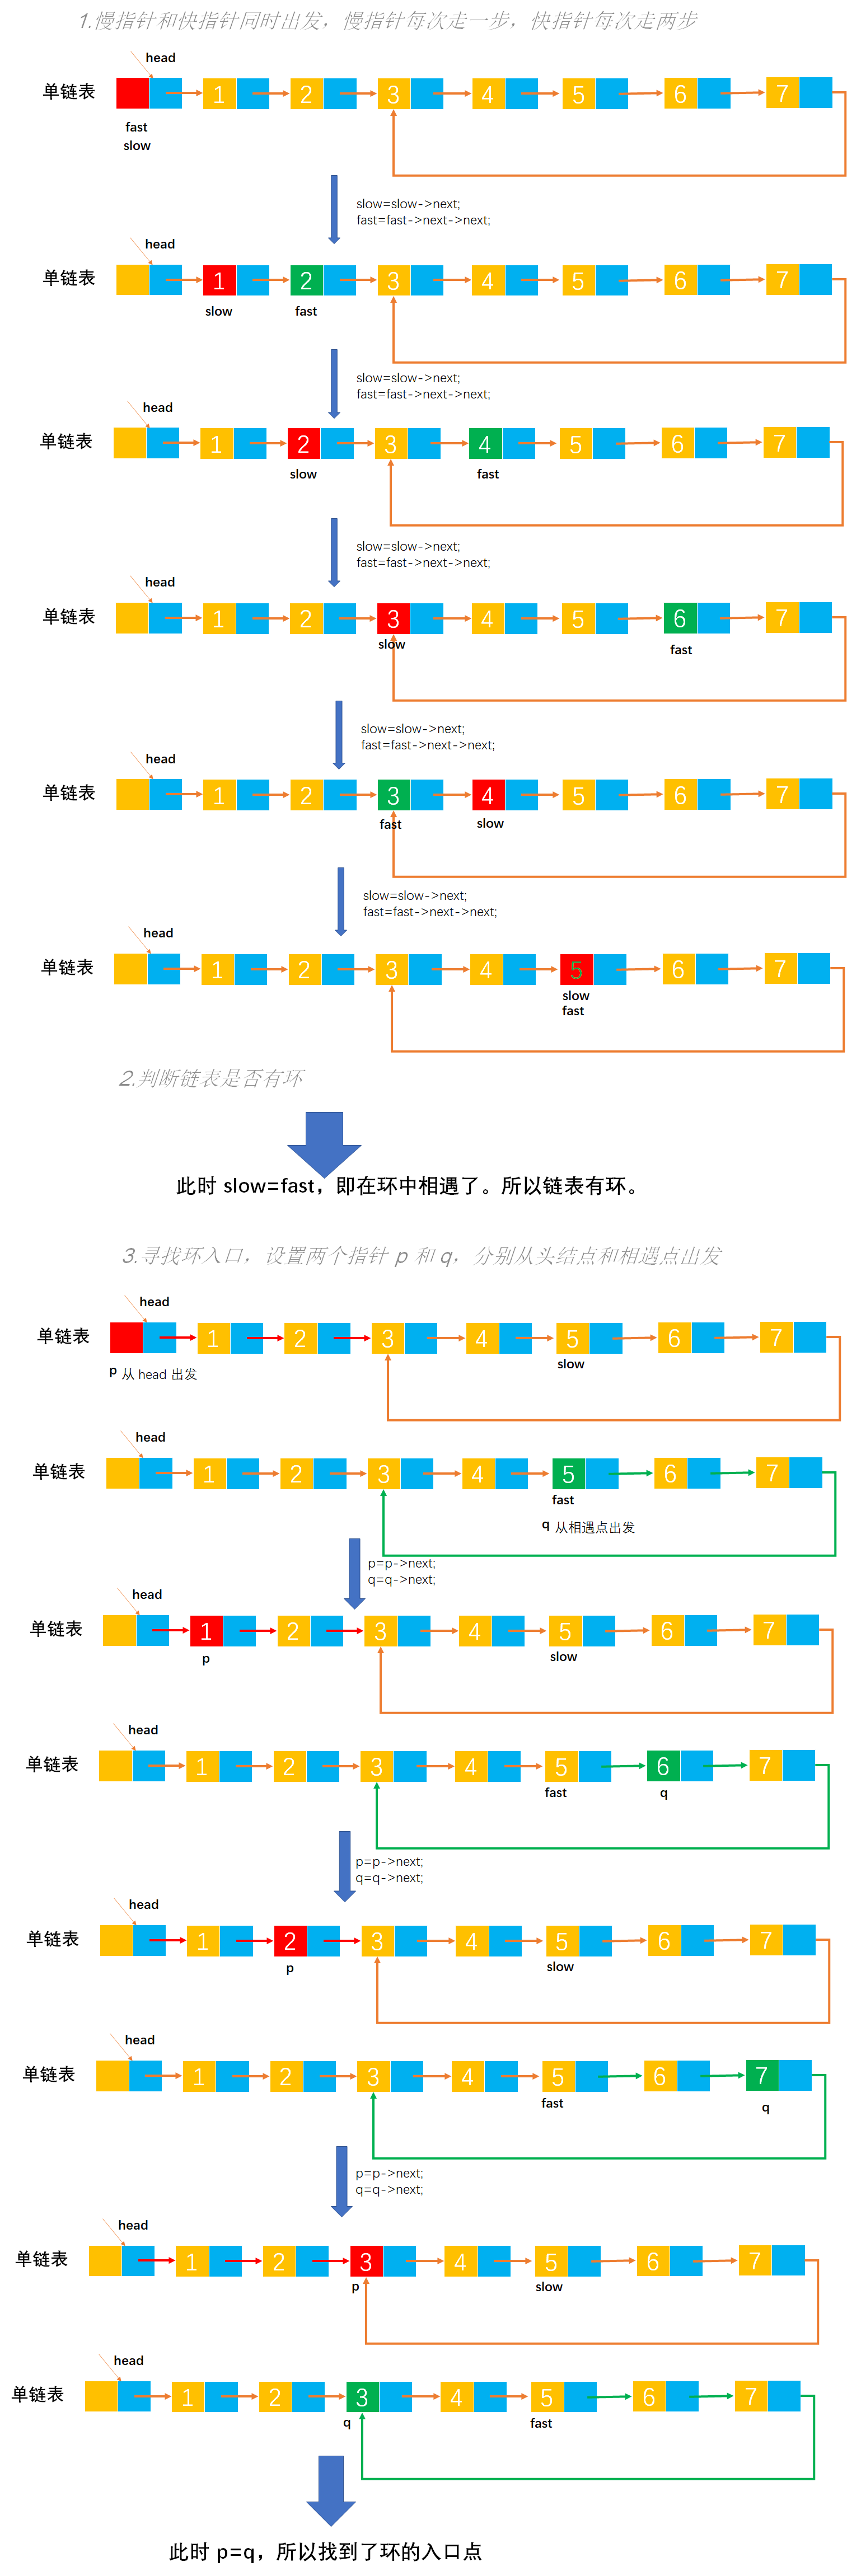 1.慢指针和快指针同时出发，慢指针每次走一步，快指针每次走两步
head
单链表 1 2 3 4 5 6 7
fast
slow
slow=slow->next;
fast=fast->next->next;
head
单链表 1 2 3 4 5 6 7
slow fast
slow=slow->next;
fast=fast->next->next;
head
单链表 1 2 3 4 5 6 7
slow fast
slow=slow->next;
fast=fast->next->next;
head
单链表 1 2 3 4 5 6 7
slow fast
slow=slow->next;
fast=fast->next->next;
head
单链表 1 2 3 4 5 6 7
fast slow
slow=slow->next;
fast=fast->next->next;
head
单链表 1 2 3 4 5 6 7
slow
fast
2.判断链表是否有环
此时 slow=fast，即在环中相遇了。所以链表有环。
3.寻找环入口，设置两个指针 p 和 q，分别从头结点和相遇点出发
head
单链表 1 2 3 4 5 6 7
slow
p 从 head 出发
head
单链表 1 2 3 4 5 6 7
fast
q 从相遇点出发
p=p->next;
q=q->next;
head
单链表 1 2 3 4 5 6 7
p slow
head
单链表 1 2 3 4 5 6 7
fast q
p=p->next;
q=q->next;
head
单链表 1 2 3 4 5 6 7
p slow
head
单链表 1 2 3 4 5 6 7
fast q
p=p->next;
q=q->next;
head
单链表 1 2 3 4 5 6 7
p slow
head
单链表 1 2 3 4 5 6 7
q fast
此时 p=q，所以找到了环的入口点